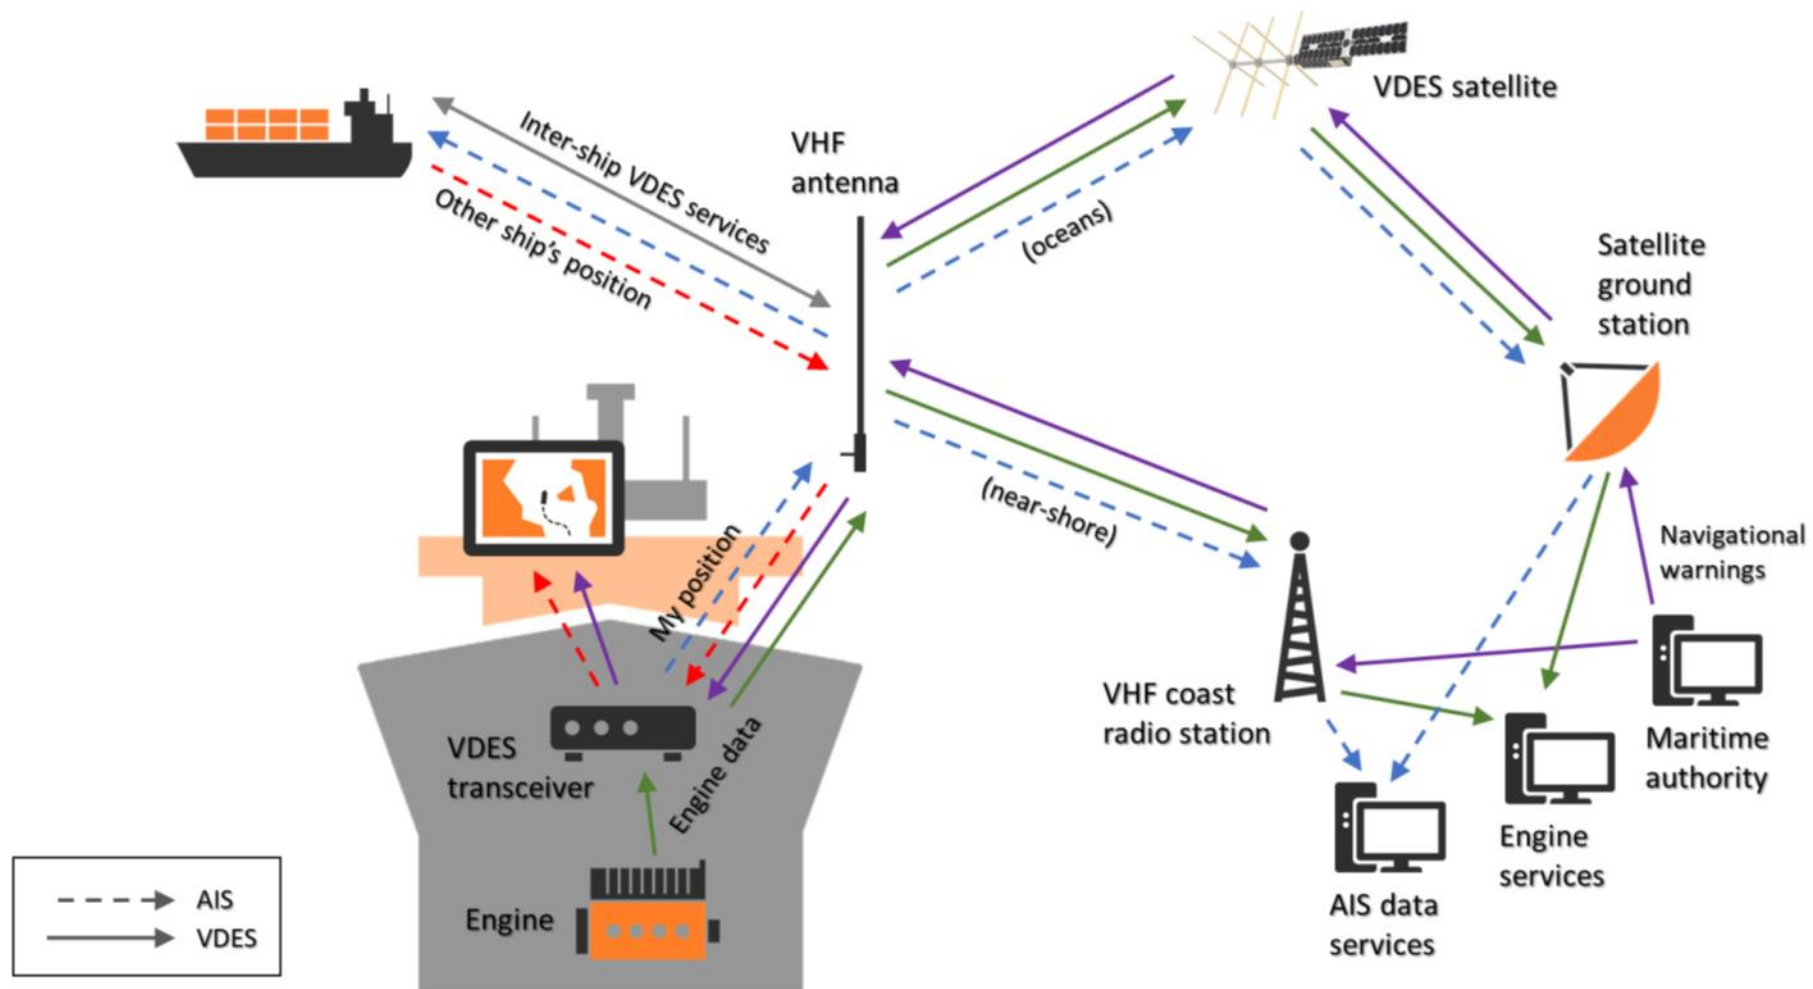 VDES satellite
Inter-ship VDES services
Other ship's position
VHF
antenna
(oceans)
Satellite
ground
station
(near-shore)
My position
Navigational
warnings
VHF coast
radio station
Maritime
authority
VDES
transceiver
Engine data
Engine
services
Engine
AIS data
services
AIS
VDES